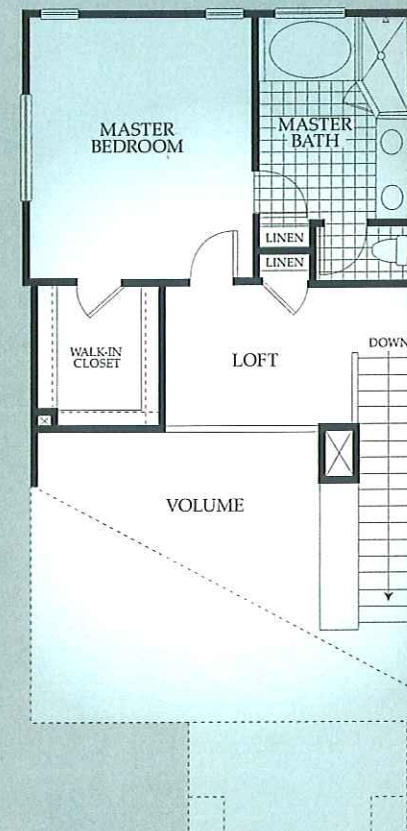 MASTER
BEDROOM
MASTER
BATH
LINEN
LINEN
WALK-IN
CLOSET
LOFT
DOWN
VOLUME